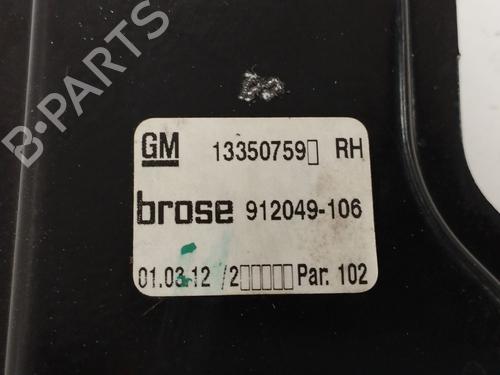 B-PARTS
GM 13350759▯ RH
brose 912049-106
01.03.12 /2▯▯▯▯▯ Par. 102